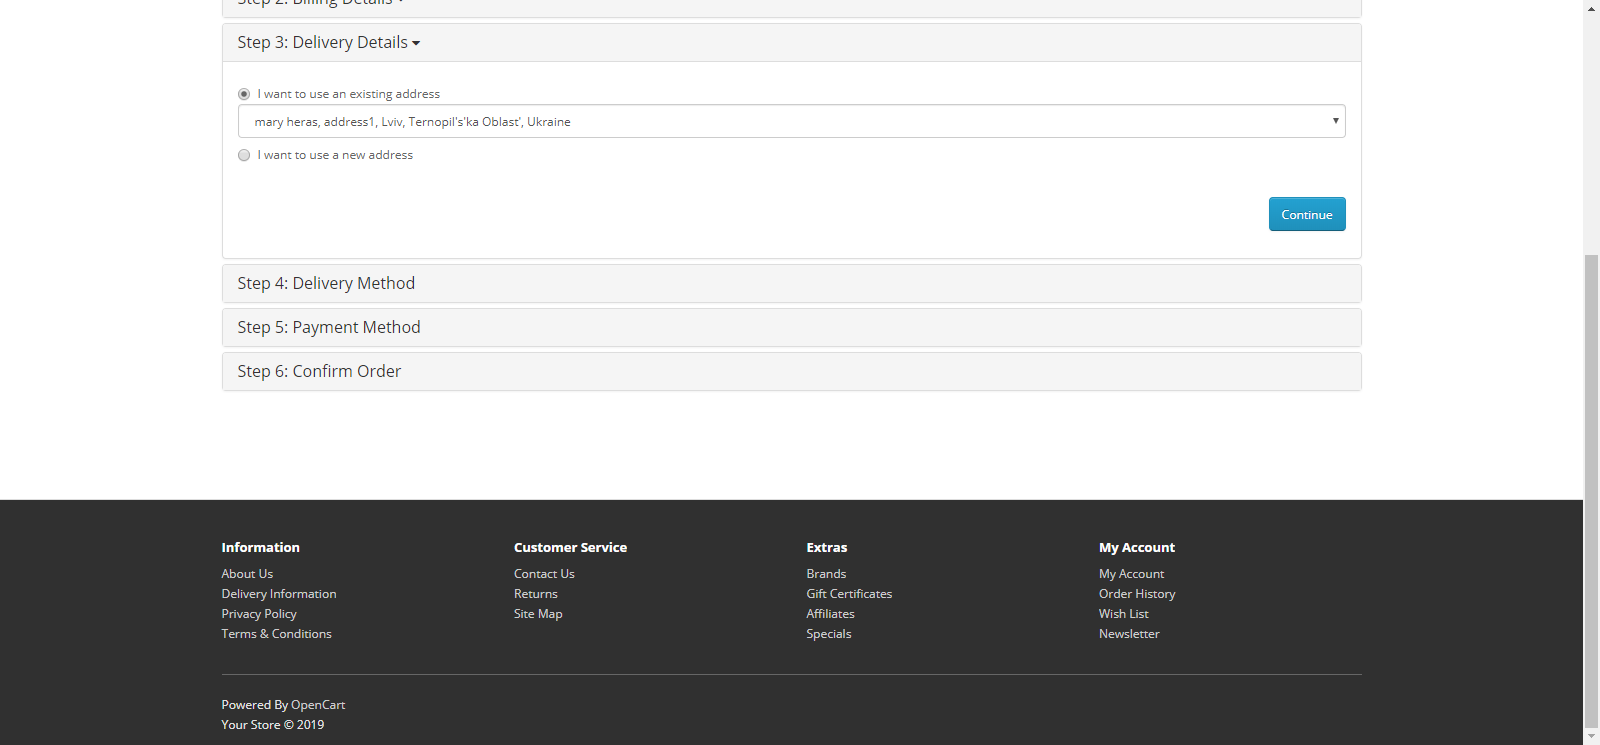 Step 2: Billing Details
Step 3: Delivery Details
I want to use an existing address
mary heras, address1, Lviv, Ternopil's'ka Oblast', Ukraine
I want to use a new address
Continue
Step 4: Delivery Method
Step 5: Payment Method
Step 6: Confirm Order
Information
About Us
Delivery Information
Privacy Policy
Terms & Conditions
Customer Service
Contact Us
Returns
Site Map
Extras
Brands
Gift Certificates
Affiliates
Specials
My Account
My Account
Order History
Wish List
Newsletter
Powered By OpenCart
Your Store © 2019